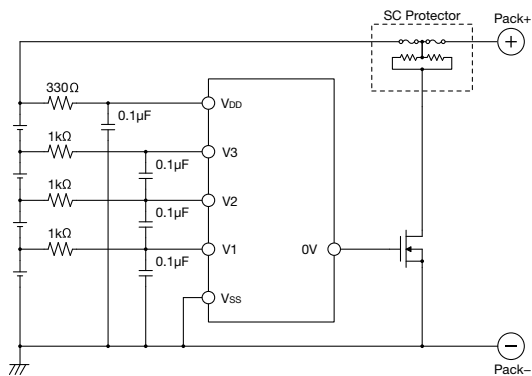 SC Protector
Pack+
+
330Ω
VDD
0.1μF
1kΩ
V3
0.1μF
1kΩ
V2
0.1μF
1kΩ
V1
0V
0.1μF
VSS
−
Pack−